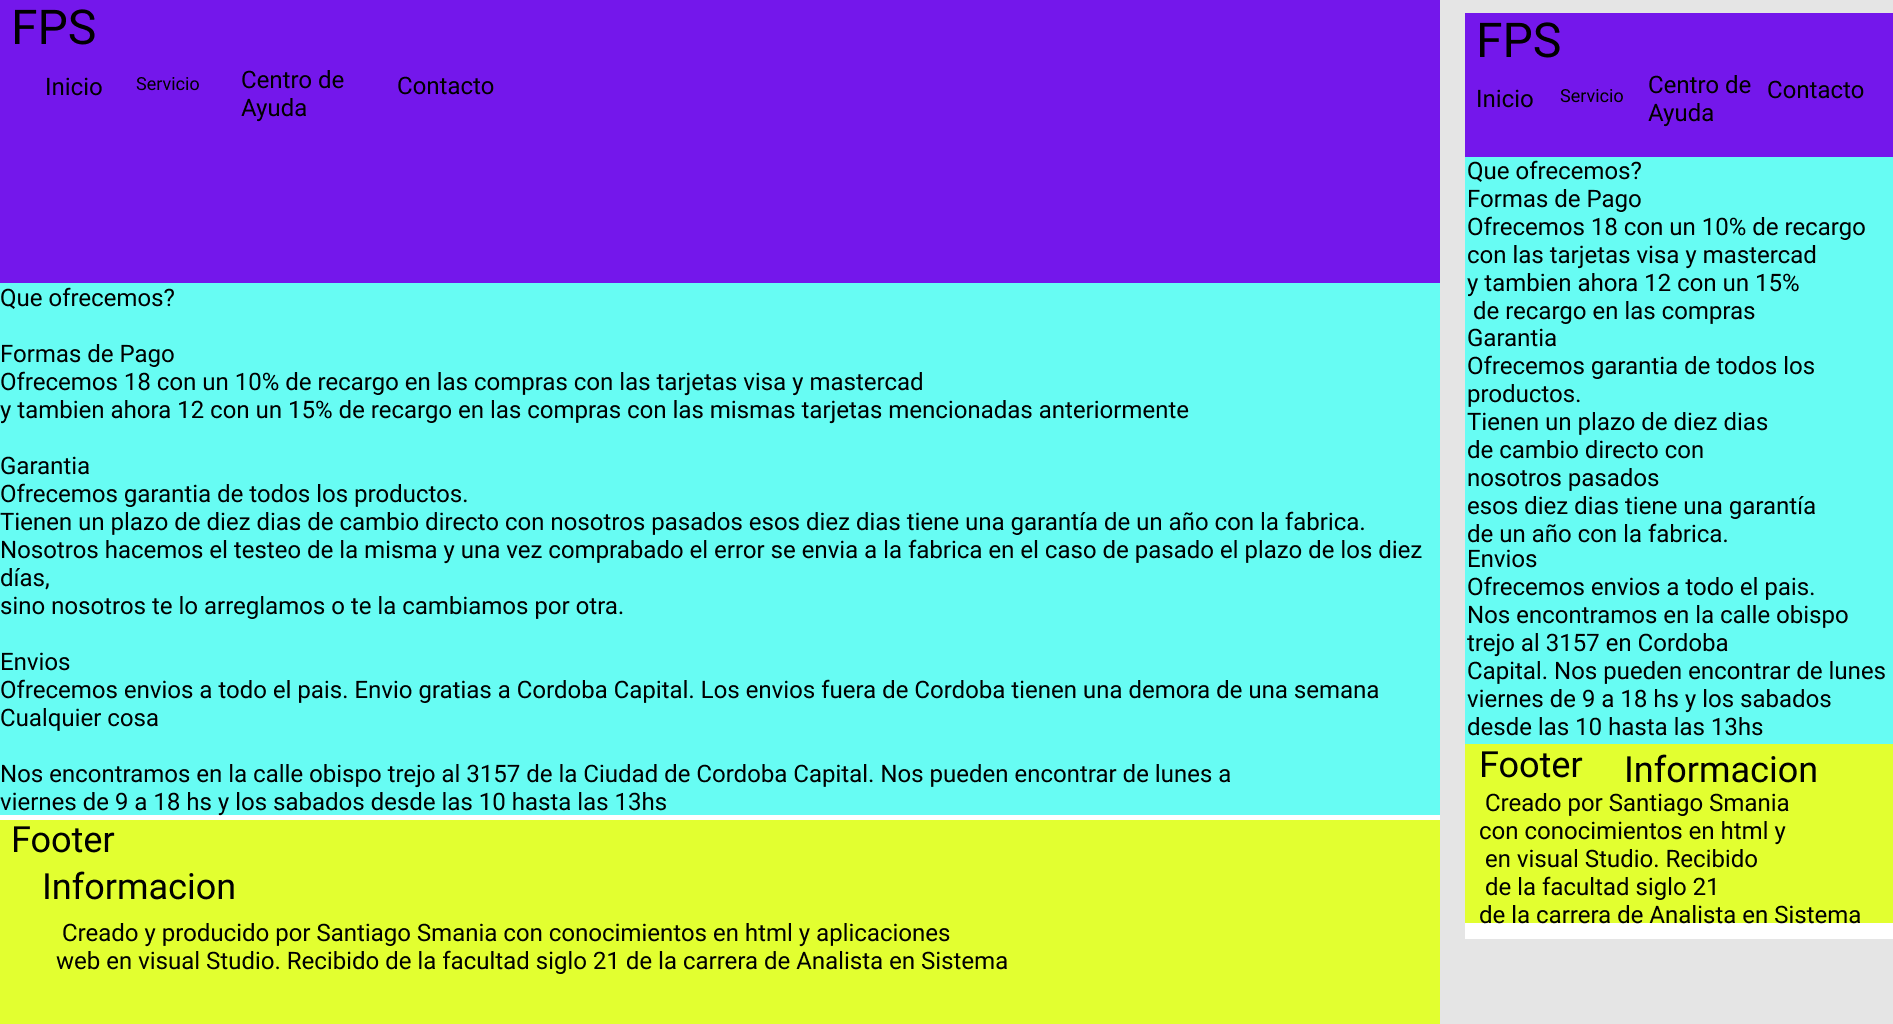 FPS
Inicio Servicio Centro de Ayuda Contacto
Que ofrecemos?
Formas de Pago
Ofrecemos 18 con un 10% de recargo en las compras con las tarjetas visa y mastercad
y tambien ahora 12 con un 15% de recargo en las compras con las mismas tarjetas mencionadas anteriormente
Garantia
Ofrecemos garantia de todos los productos.
Tienen un plazo de diez dias de cambio directo con nosotros pasados esos diez dias tiene una garantía de un año con la fabrica.
Nosotros hacemos el testeo de la misma y una vez comprabado el error se envia a la fabrica en el caso de pasado el plazo de los diez
días,
sino nosotros te lo arreglamos o te la cambiamos por otra.
Envios
Ofrecemos envios a todo el pais. Envio gratias a Cordoba Capital. Los envios fuera de Cordoba tienen una demora de una semana
Cualquier cosa
Nos encontramos en la calle obispo trejo al 3157 de la Ciudad de Cordoba Capital. Nos pueden encontrar de lunes a
viernes de 9 a 18 hs y los sabados desde las 10 hasta las 13hs
Footer
Informacion
Creado y producido por Santiago Smania con conocimientos en html y aplicaciones
web en visual Studio. Recibido de la facultad siglo 21 de la carrera de Analista en Sistema
FPS
Inicio Servicio Centro de Ayuda Contacto
Que ofrecemos?
Formas de Pago
Ofrecemos 18 con un 10% de recargo
con las tarjetas visa y mastercad
y tambien ahora 12 con un 15%
de recargo en las compras
Garantia
Ofrecemos garantia de todos los
productos.
Tienen un plazo de diez dias
de cambio directo con
nosotros pasados
esos diez dias tiene una garantía
de un año con la fabrica.
Envios
Ofrecemos envios a todo el pais.
Nos encontramos en la calle obispo
trejo al 3157 en Cordoba
Capital. Nos pueden encontrar de lunes
viernes de 9 a 18 hs y los sabados
desde las 10 hasta las 13hs
Footer Informacion
Creado por Santiago Smania
con conocimientos en html y
en visual Studio. Recibido
de la facultad siglo 21
de la carrera de Analista en Sistema